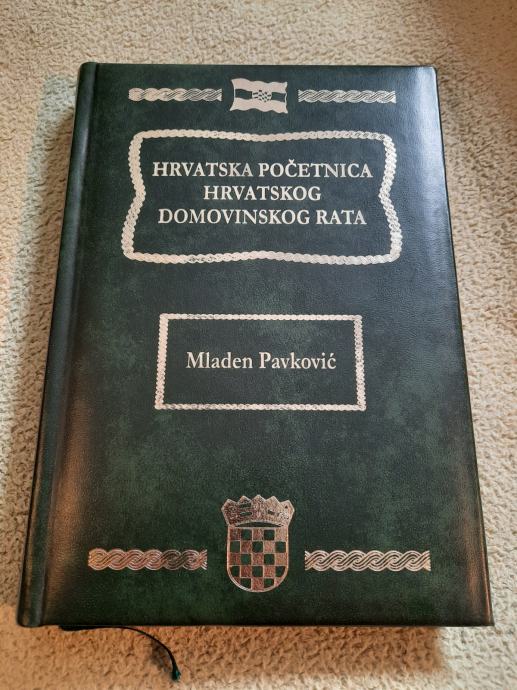 HRVATSKA POČETNICA
HRVATSKOG
DOMOVINSKOG RATA
Mladen Pavković